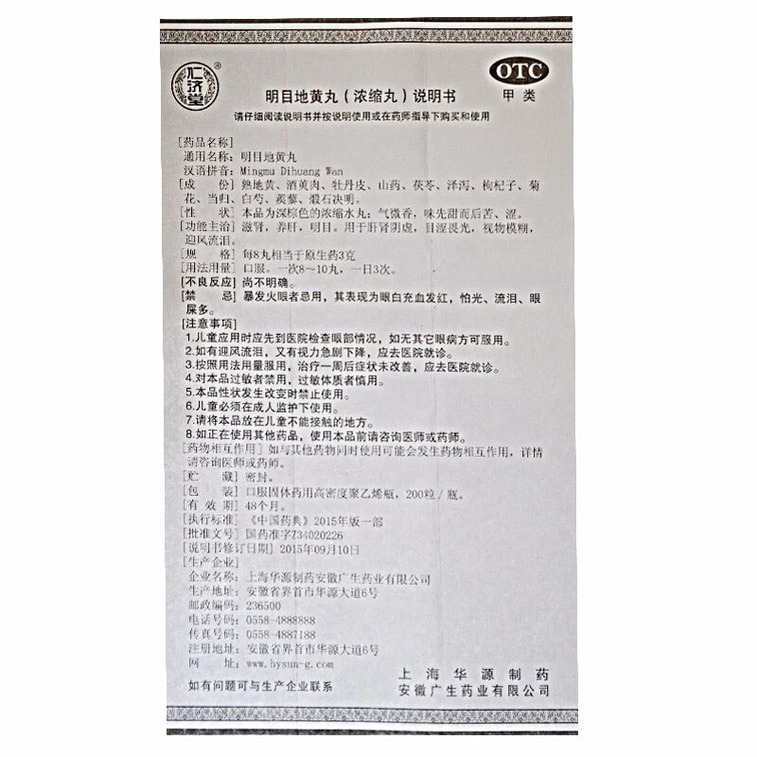 仁济堂
OTC
甲类
明目地黄丸(浓缩丸)说明书
请仔细阅读说明书并按说明使用或在药师指导下购买和使用
[药品名称]
通用名称：明目地黄丸
汉语拼音：Mingmu Dihuang Wan
[成 份] 熟地黄、酒萸肉、牡丹皮、山药、茯苓、泽泻、枸杞子、菊
花、当归、白芍、蒺藜、煅石决明。
[性 状] 本品为深棕色的浓缩水丸；气微香，味先甜而后苦、涩。
[功能主治] 滋肾，养肝，明目。用于肝肾阴虚，目涩畏光，视物模糊，
迎风流泪。
[规 格] 每8丸相当于原生药3克
[用法用量] 口服。一次8～10丸，一日3次。
[不良反应] 尚不明确。
[禁 忌] 暴发火眼者忌用，其表现为眼白充血发红，怕光、流泪、眼
屎多。
[注意事项]
1.儿童应用时应先到医院检查眼部情况，如无其它眼病方可服用。
2.如有迎风流泪，又有视力急剧下降，应去医院就诊。
3.按照用法用量服用，治疗一周后症状未改善，应去医院就诊。
4.对本品过敏者禁用，过敏体质者慎用。
5.本品性状发生改变时禁止使用。
6.儿童必须在成人监护下使用。
7.请将本品放在儿童不能接触的地方。
8.如正在使用其他药品，使用本品前请咨询医师或药师。
[药物相互作用] 如与其他药物同时使用可能会发生药物相互作用，详情
请咨询医师或药师。
[贮 藏] 密封。
[包 装] 口服固体药用高密度聚乙烯瓶，200粒/瓶。
[有 效 期] 48个月。
[执行标准] 《中国药典》2015年版一部
[批准文号] 国药准字Z34020226
[说明书修订日期] 2015年09月10日
[生产企业]
企业名称：上海华源制药安徽广生药业有限公司
生产地址：安徽省界首市华源大道6号
邮政编码：236500
电话号码：0558-4888888
传真号码：0558-4887188
注册地址：安徽省界首市华源大道6号
网 址：www.hysun-g.com
如有问题可与生产企业联系
上海华源制药
安徽广生药业有限公司